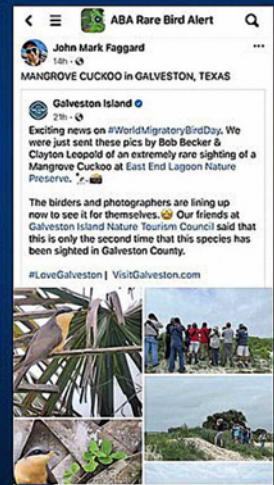 ABA Rare Bird Alert
John Mark Faggard
14h
MANGROVE CUCKOO in GALVESTON, TEXAS
Galveston Island
21h
Exciting news on #WorldMigratoryBirdDay. We
were just sent these pics by Bob Becker &
Clayton Leopold of an extremely rare sighting of a
Mangrove Cuckoo at East End Lagoon Nature
Preserve.
The birders and photographers are lining up
now to see it for themselves. Our friends at
Galveston Island Nature Tourism Council said that
this is only the second time that this species has
been sighted in Galveston County.
#LoveGalveston | VisitGalveston.com